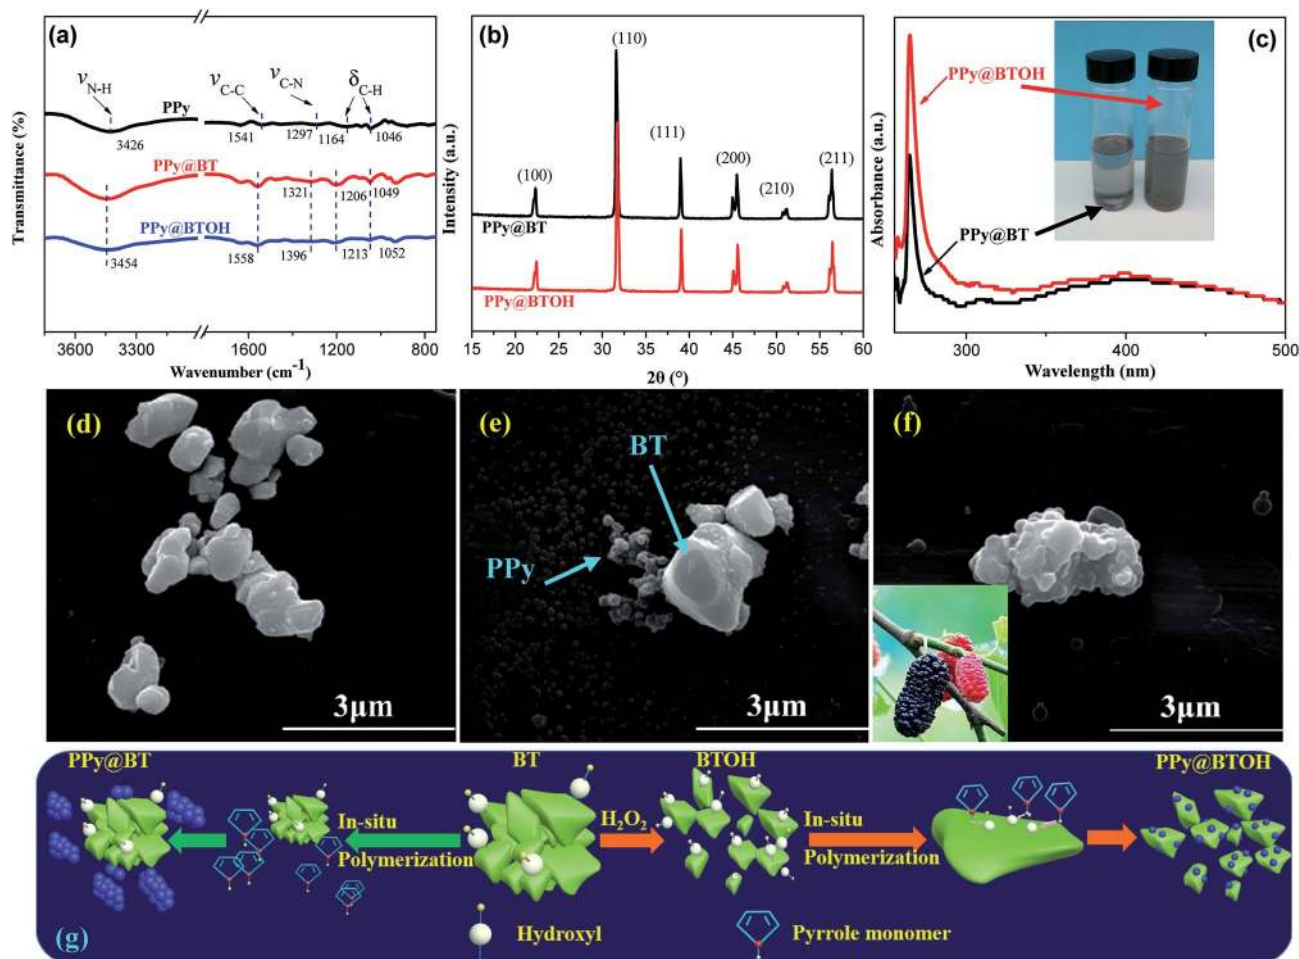 (a)
ν N-H
ν C-C
ν C-N
δ C-H
PPy
3426
1541
1297
1164
1046
PPy@BT
1321
1206
1049
PPy@BTOH
3454
1558
1396
1213
1052
Transmittance (%)
3600 3300 1600 1200 800
Wavenumber (cm-1)
(b)
(100)
(110)
(111)
(200)
(210)
(211)
PPy@BT
PPy@BTOH
Intensity (a.u.)
15 20 25 30 35 40 45 50 55 60
2θ (°)
(c)
PPy@BTOH
PPy@BT
Absorbance (a.u.)
300 400 500
Wavelength (nm)
(d)
3μm
(e)
BT
PPy
3μm
(f)
3μm
PPy@BT
BT
BTOH
PPy@BTOH
In-situ
Polymerization
H2O2
In-situ
Polymerization
(g)
Hydroxyl
Pyrrole monomer